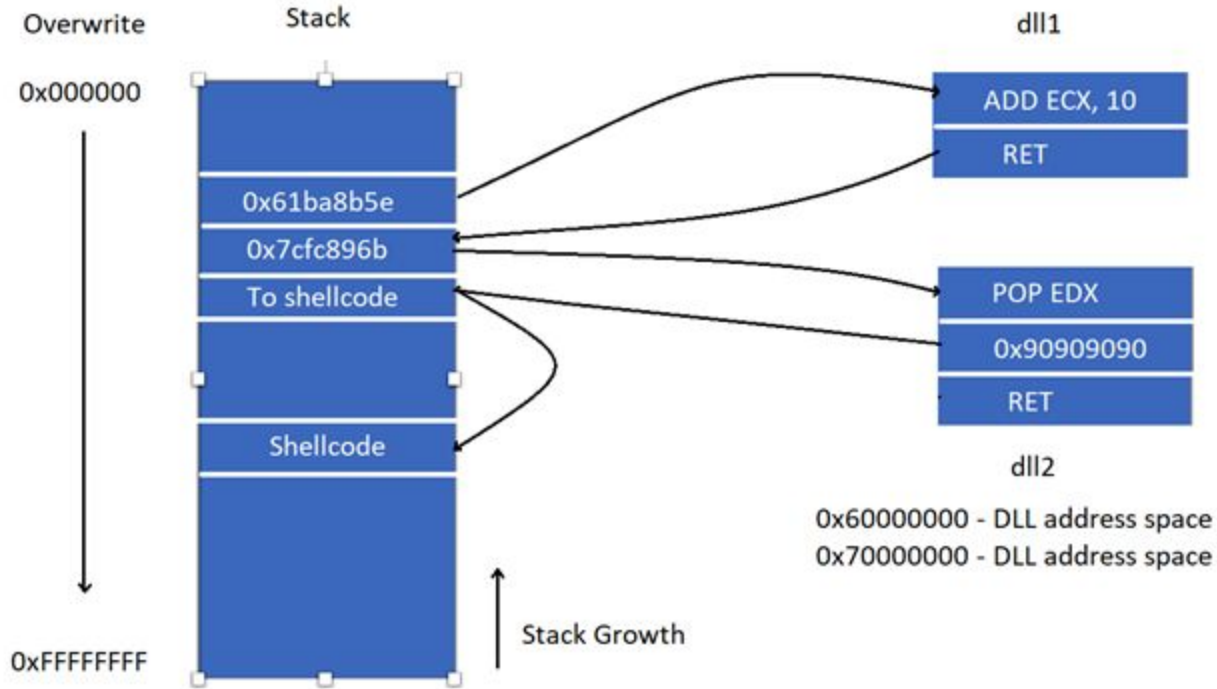 Overwrite
Stack
dll1
0x000000
ADD ECX, 10
RET
0x61ba8b5e
0x7cfc896b
To shellcode
POP EDX
0x90909090
RET
Shellcode
dll2
0x60000000 - DLL address space
0x70000000 - DLL address space
Stack Growth
0xFFFFFFFF